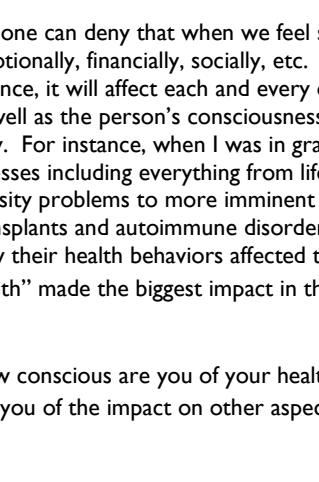 one can deny that when we feel
otionally, financially, socially, etc.
nce, it will affect each and every
well as the person's consciousness
. For instance, when I was in gra
sses including everything from life
sity problems to more imminent
nsplants and autoimmune disorder
their health behaviors affected t
th” made the biggest impact in th
w conscious are you of your healt
you of the impact on other aspec